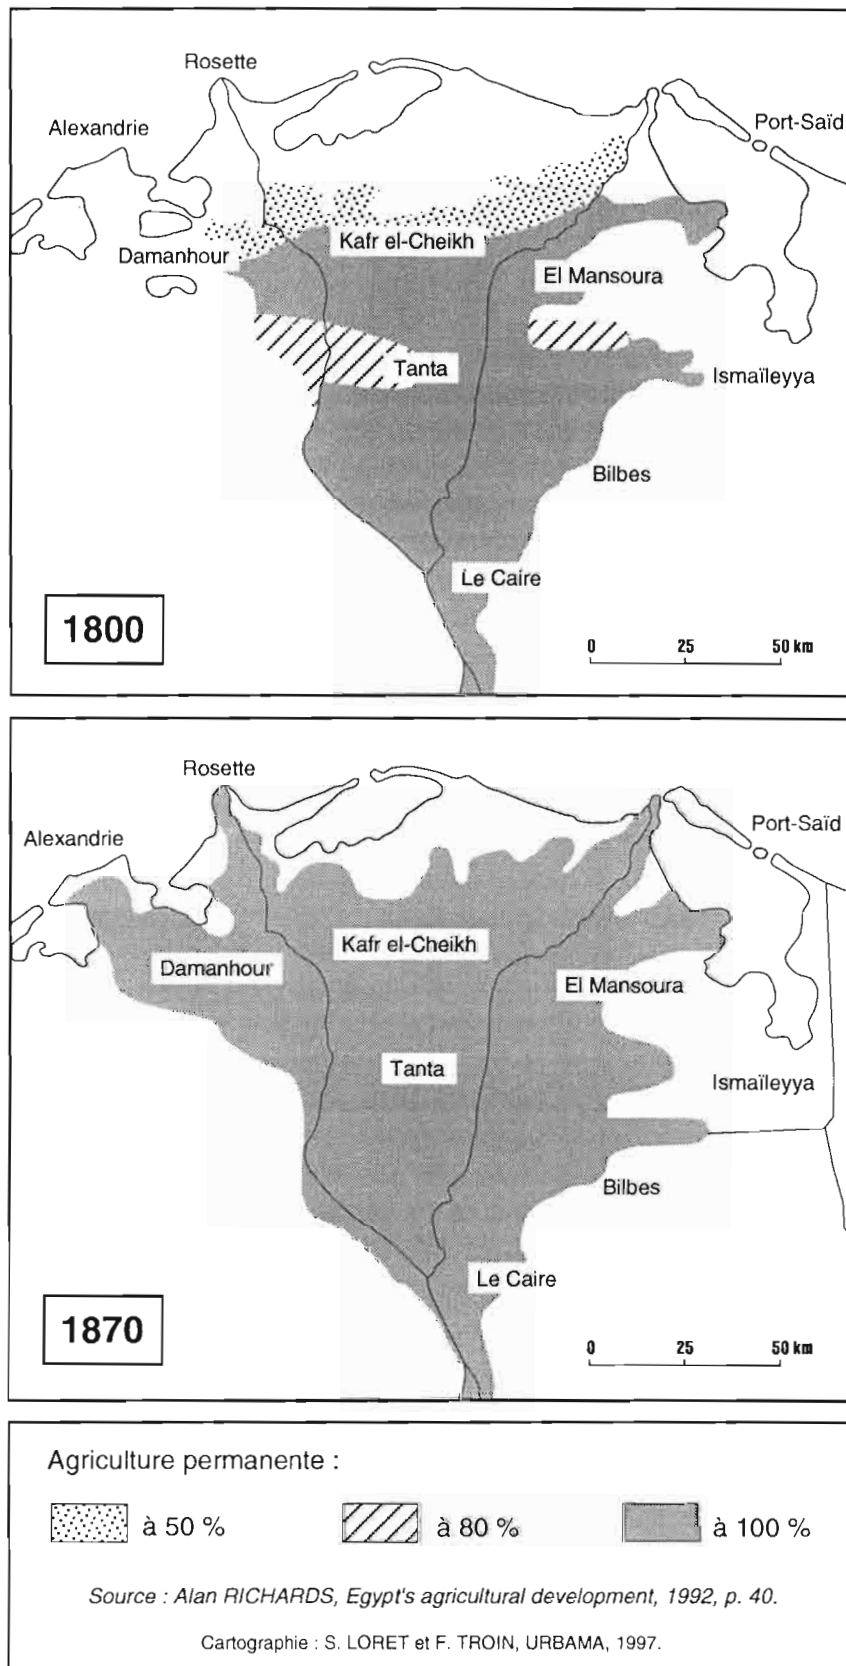 Rosette
Alexandrie
Port-Saïd
Damanhour
Kafr el-Cheikh
El Mansoura
Tanta
Ismaïleyya
Bilbes
Le Caire
1800
0 25 50 km
Rosette
Alexandrie
Port-Saïd
Kafr el-Cheikh
Damanhour
El Mansoura
Tanta
Ismaïleyya
Bilbes
Le Caire
1870
0 25 50 km
Agriculture permanente :
à 50 % à 80 % à 100 %
Source : Alan RICHARDS, Egypt's agricultural development, 1992, p. 40.
Cartographie : S. LORET et F. TROIN, URBAMA, 1997.